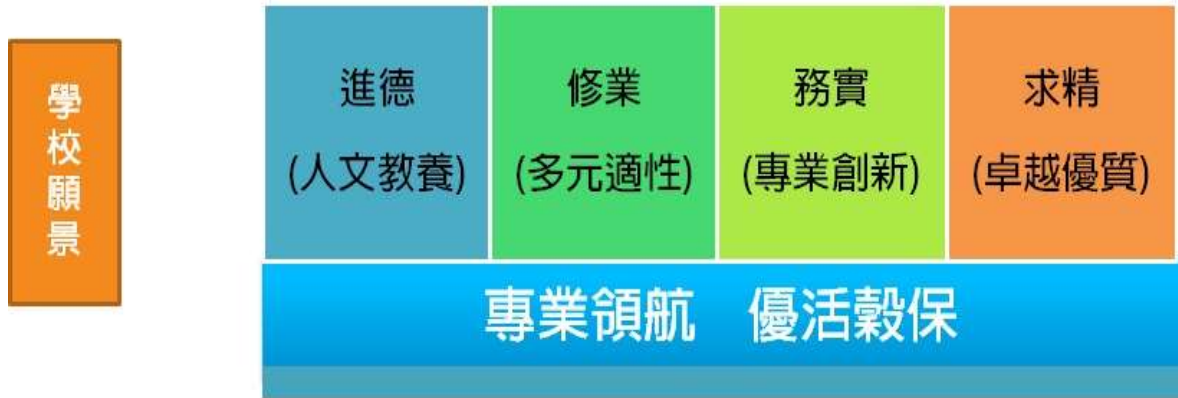 學校願景
進德
(人文教養)
修業
(多元適性)
務實
(專業創新)
求精
(卓越優質)
專業領航 優活穀保